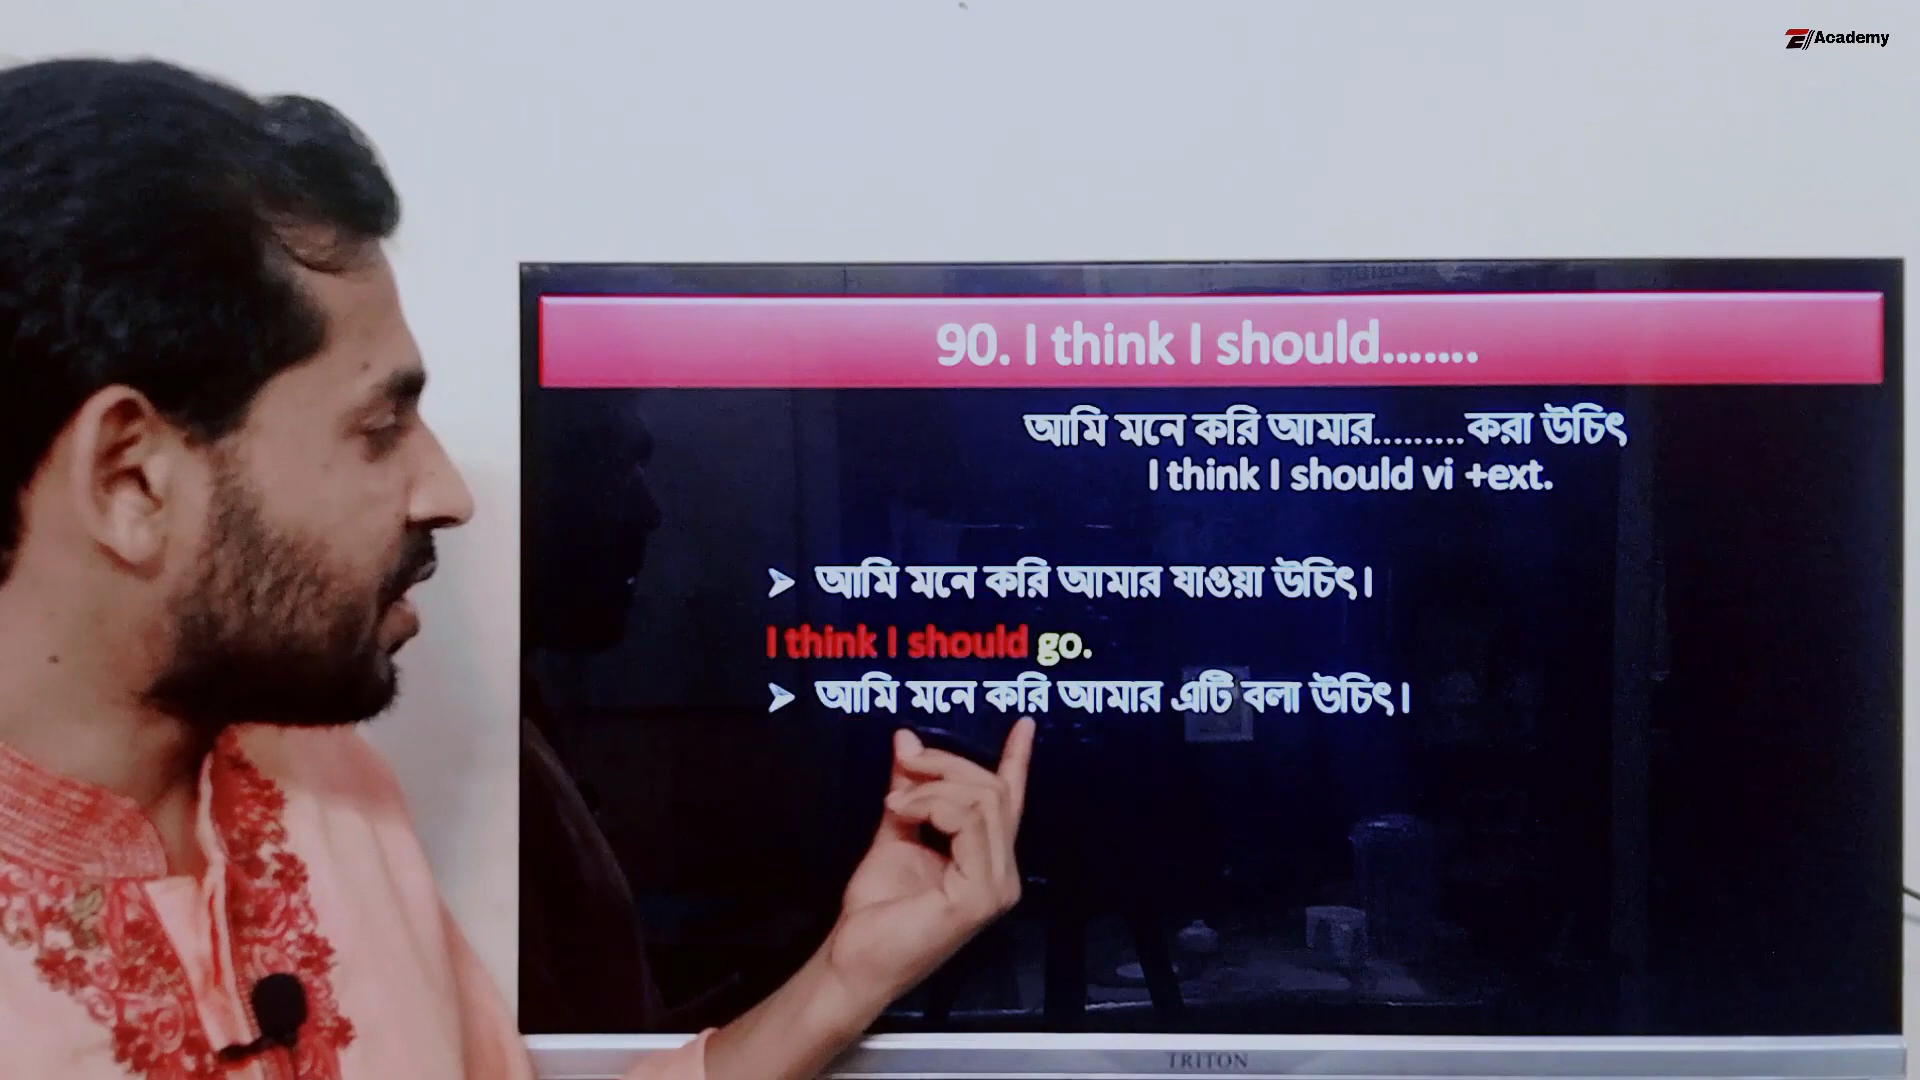 Academy
90. I think I should.......
আমি মনে করি আমার.........করা উচিৎ
I think I should vi +ext.
➢ আমি মনে করি আমার যাওয়া উচিৎ।
I think I should go.
➢ আমি মনে করি আমার এটি বলা উচিৎ।
TRITON